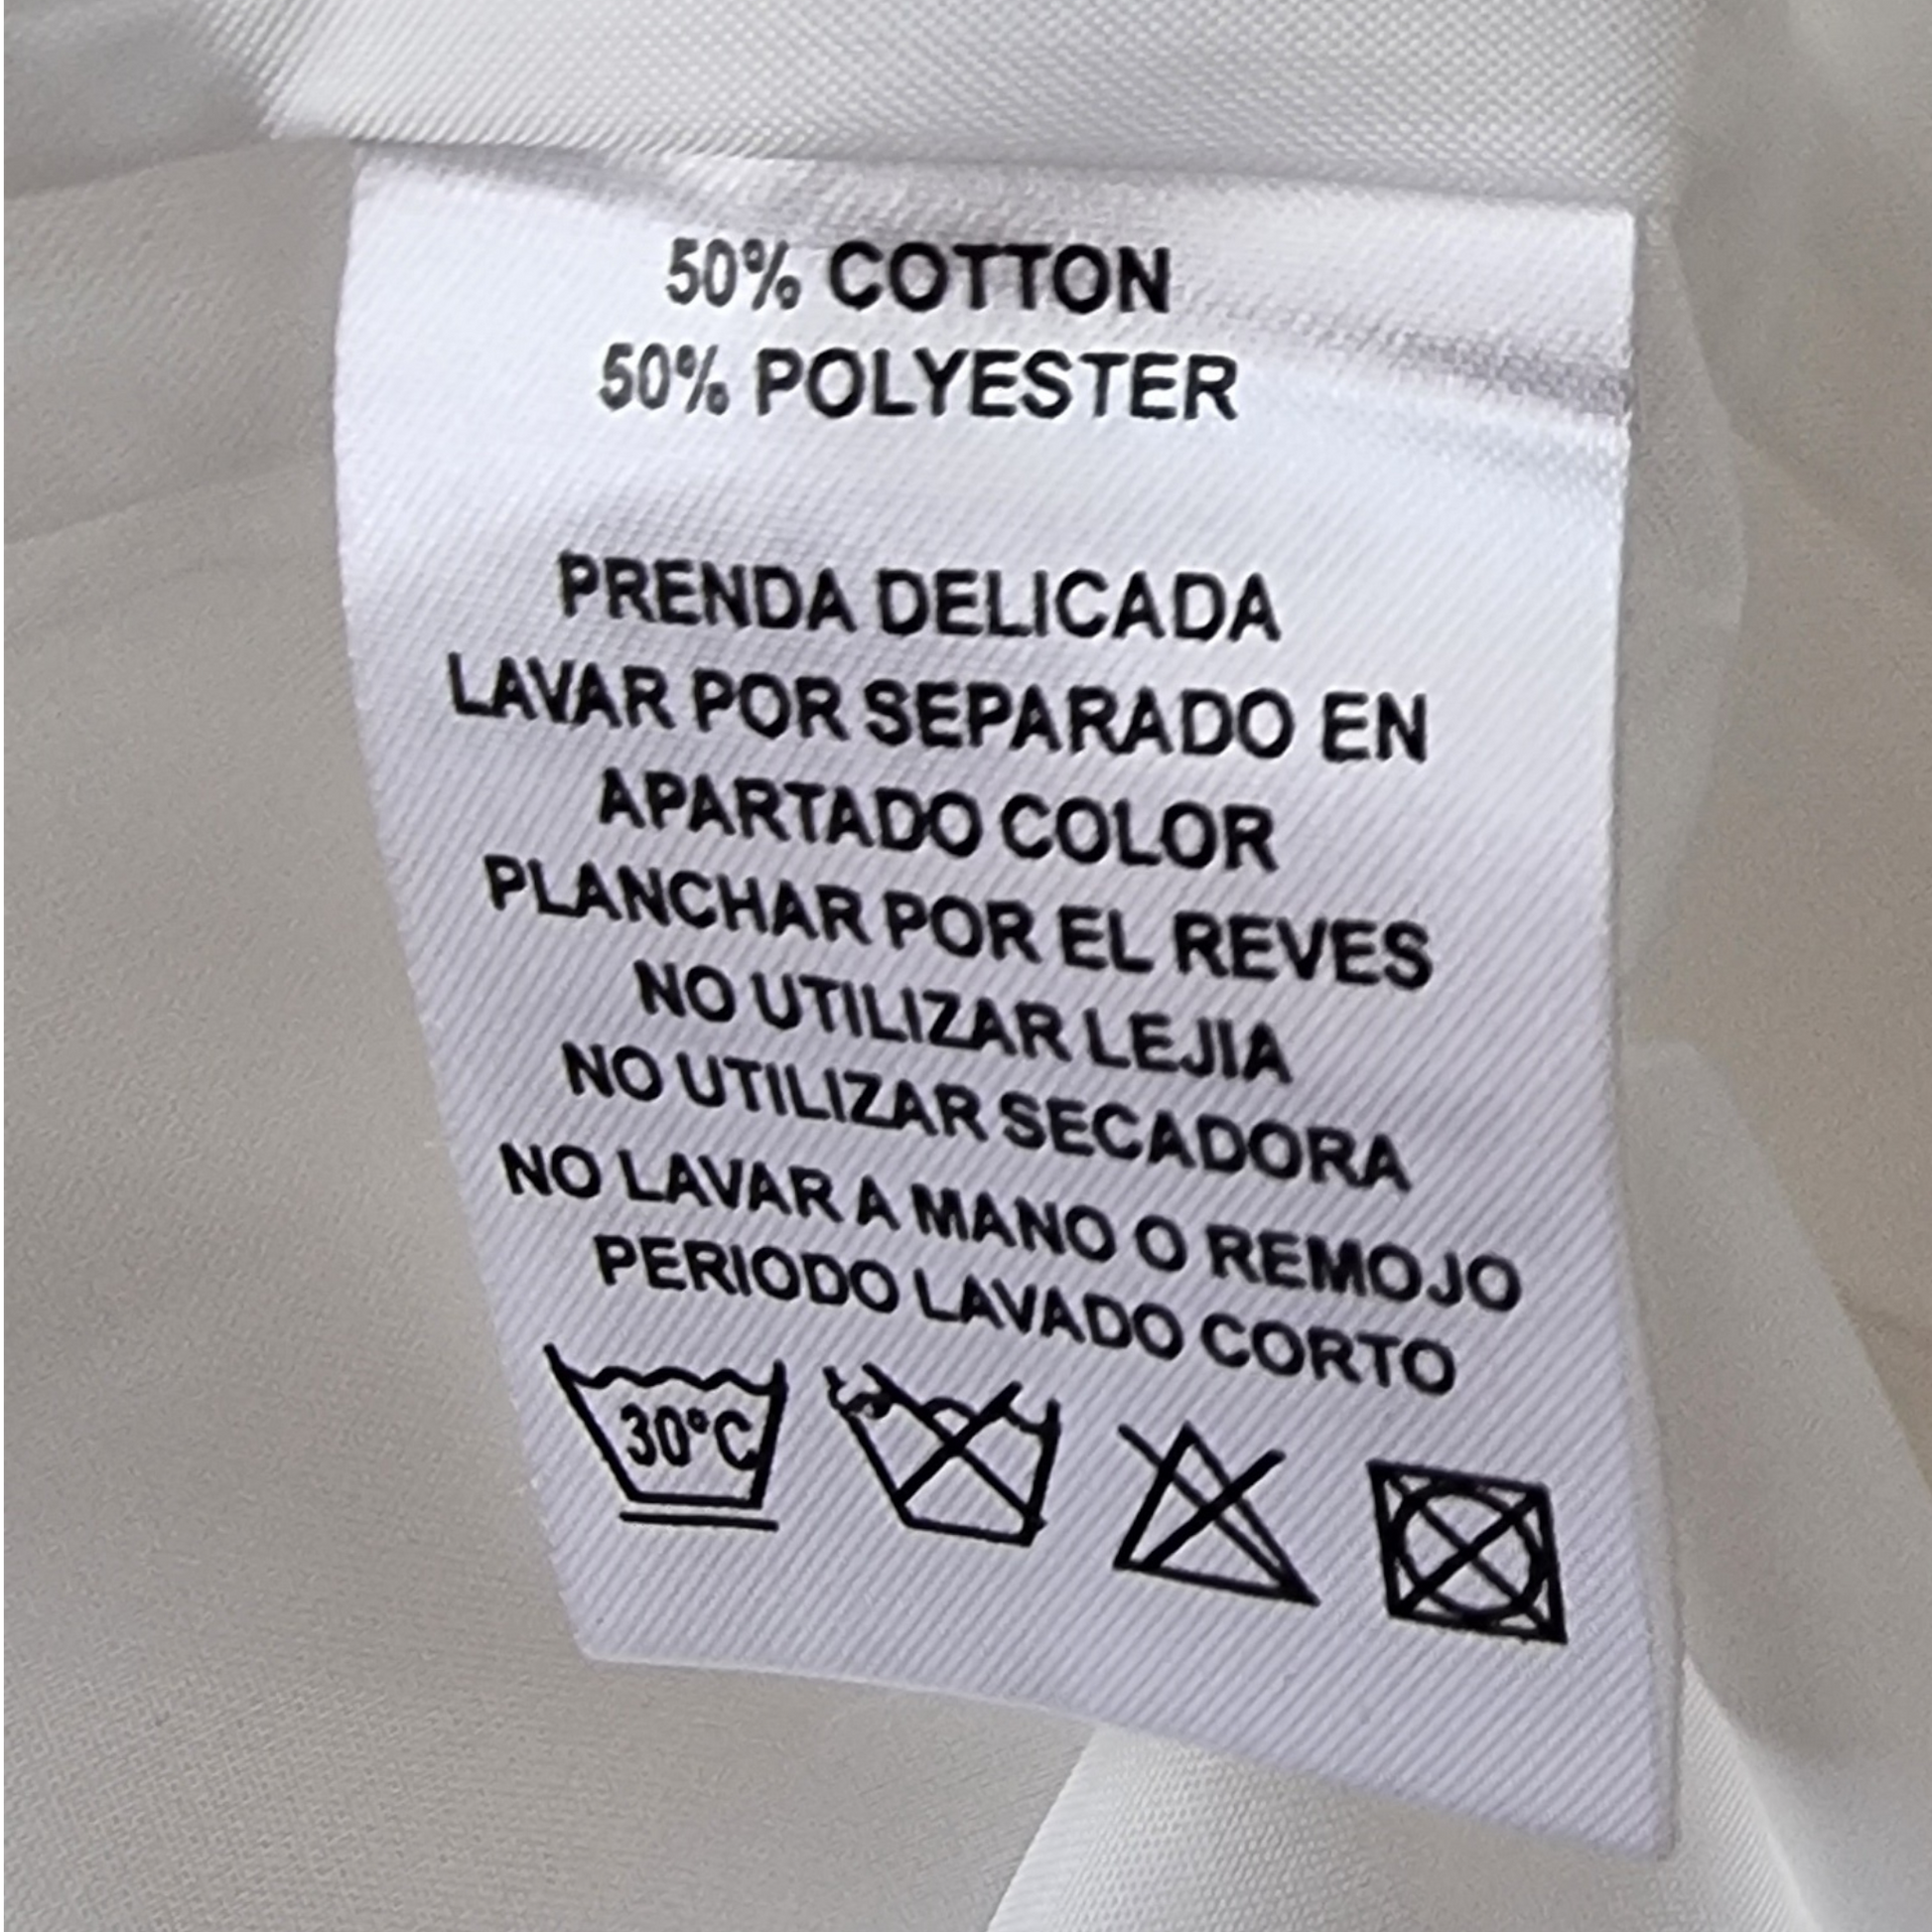 50% COTTON
50% POLYESTER
PRENDA DELICADA
LAVAR POR SEPARADO EN
APARTADO COLOR
PLANCHAR POR EL REVES
NO UTILIZAR LEJIA
NO UTILIZAR SECADORA
NO LAVAR A MANO O REMOJO
PERIODO LAVADO CORTO
30°C